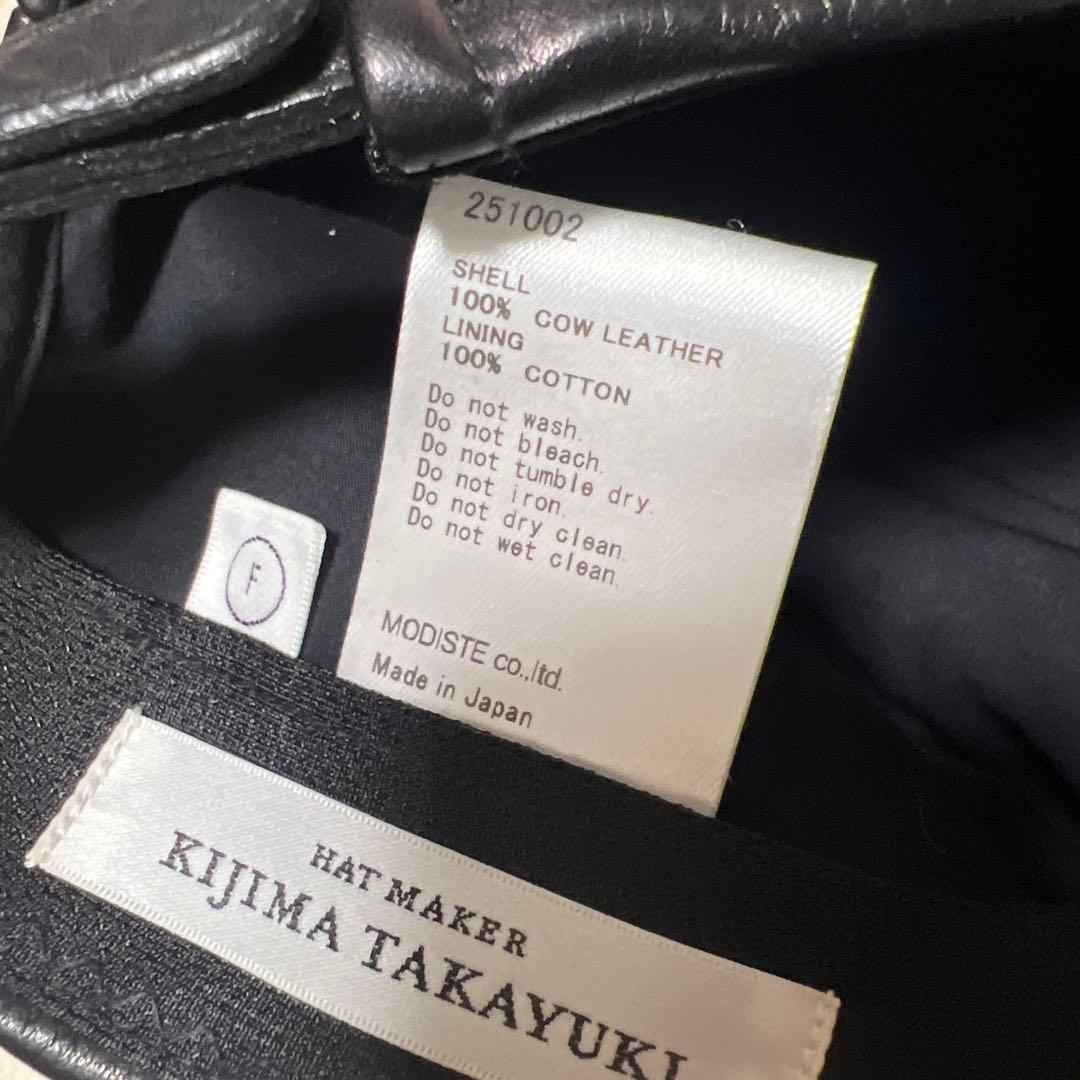 251002
SHELL
100% COW LEATHER
LINING
100% COTTON
Do not wash.
Do not bleach.
Do not tumble dry.
Do not iron.
Do not dry clean.
Do not wet clean.
MODISTE co.,ltd.
Made in Japan
F
HAT MAKER
KIJIMA TAKAYUKI